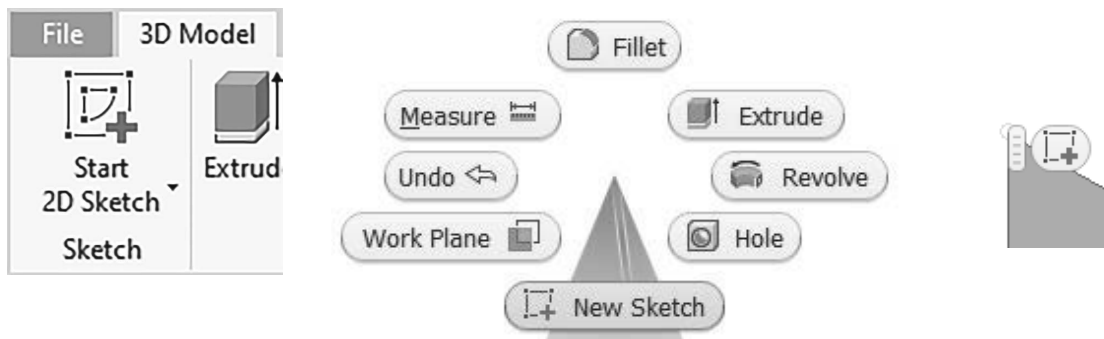 File 3D Model
Start
2D Sketch
Extrud
Sketch
Fillet
Measure
Extrude
Undo
Revolve
Work Plane
Hole
New Sketch